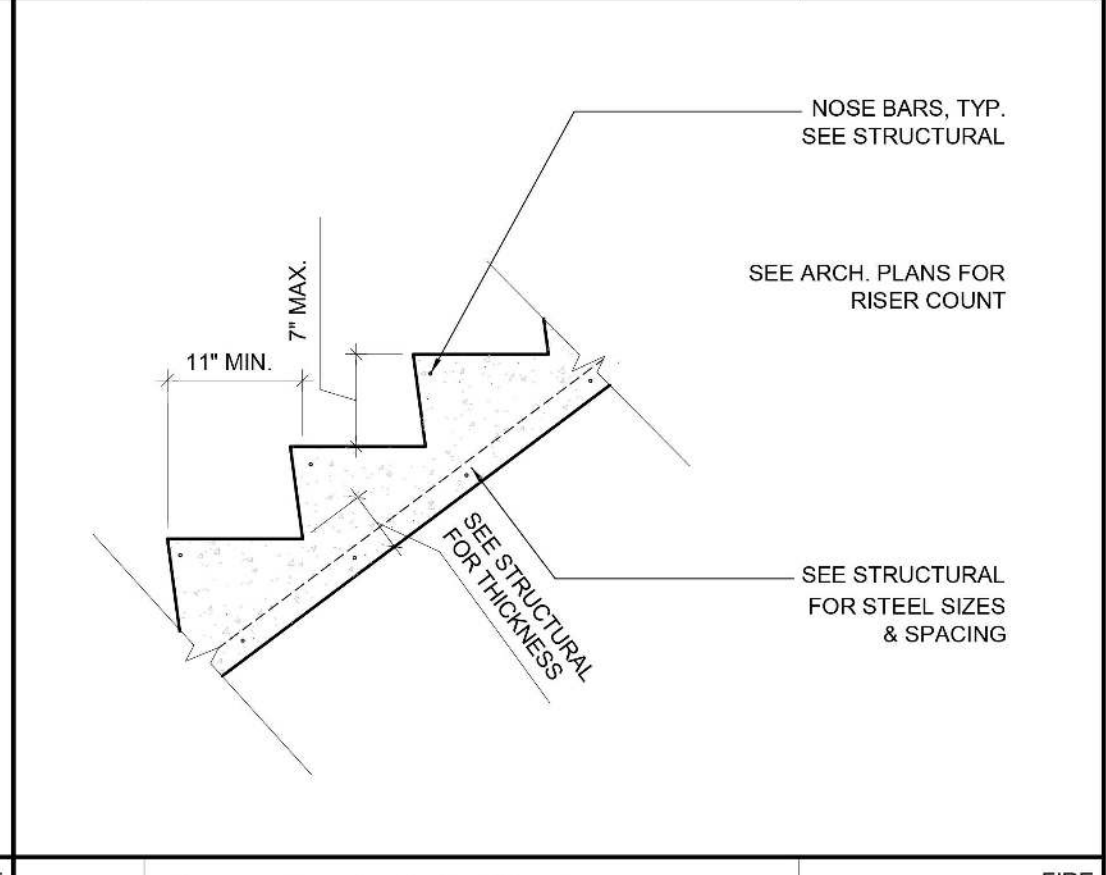 NOSE BARS, TYP.
SEE STRUCTURAL
SEE ARCH. PLANS FOR
RISER COUNT
7" MAX.
11" MIN.
SEE STRUCTURAL
FOR THICKNESS
SEE STRUCTURAL
FOR STEEL SIZES
& SPACING